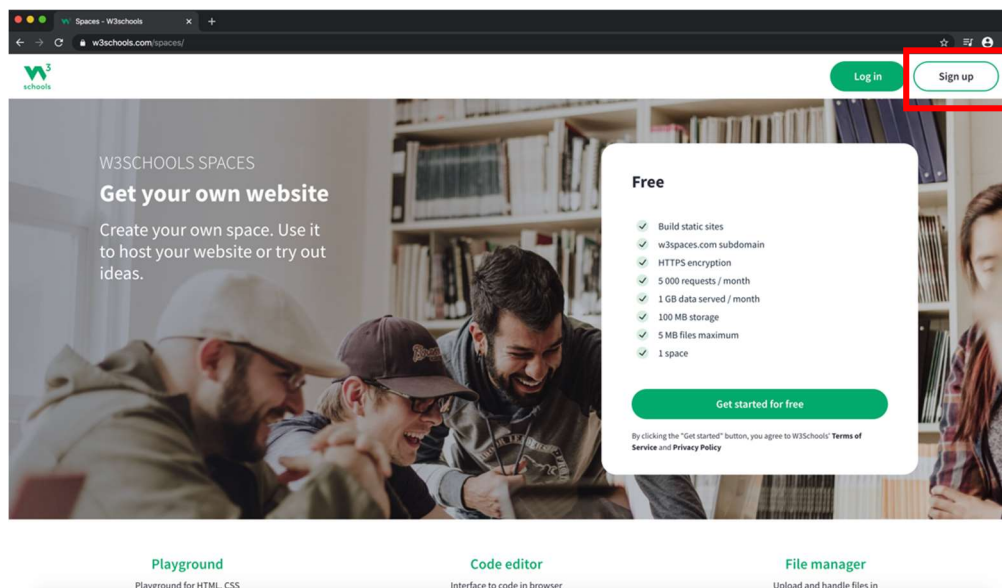 Spaces - W3schools
w3schools.com/spaces/
3
schools
Log in
Sign up
W3SCHOOLS SPACES
Get your own website
Create your own space. Use it
to host your website or try out
ideas.
Free
Build static sites
w3spaces.com subdomain
HTTPS encryption
5 000 requests / month
1 GB data served / month
100 MB storage
5 MB files maximum
1 space
Get started for free
By clicking the "Get started" button, you agree to W3Schools' Terms of
Service and Privacy Policy
Playground
Playground for HTML, CSS
Code editor
Interface to code in browser
File manager
Upload and handle files in